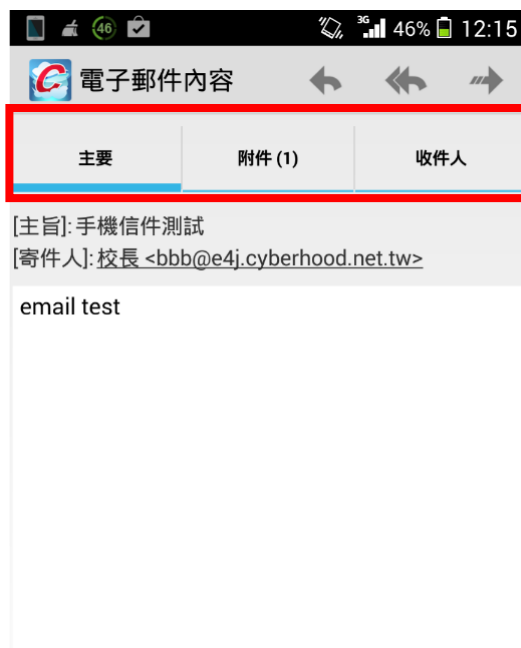 46 3G 46% 12:15
C 電子郵件內容
主要 附件 (1) 收件人
[主旨]: 手機信件測試
[寄件人]: 校長 <bbb@e4j.cyberhood.net.tw>
email test